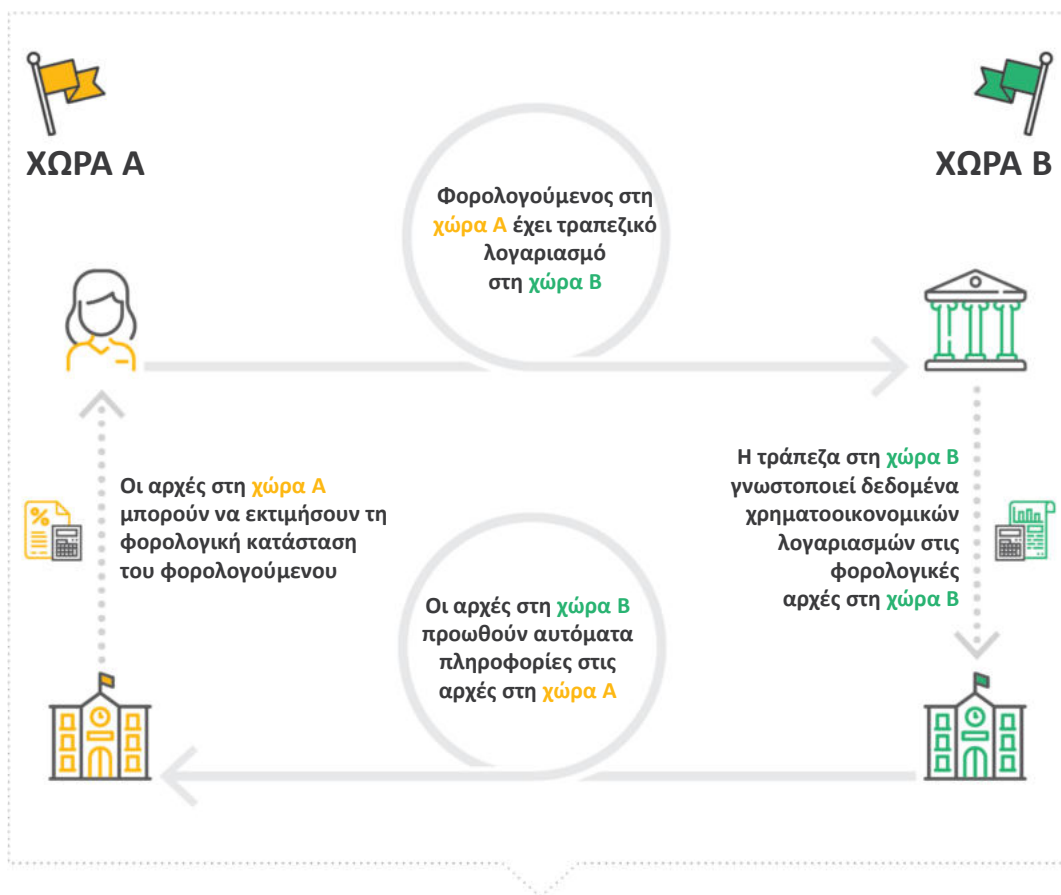 ΧΩΡΑ Α
ΧΩΡΑ Β
Φορολογούμενος στη
χώρα Α έχει τραπεζικό
λογαριασμό
στη χώρα Β
Η τράπεζα στη χώρα Β
γνωστοποιεί δεδομένα
χρηματοοικονομικών
λογαριασμών στις
φορολογικές
αρχές στη χώρα Β
Οι αρχές στη χώρα Β
προωθούν αυτόματα
πληροφορίες στις
αρχές στη χώρα Α
Οι αρχές στη χώρα Α
μπορούν να εκτιμήσουν τη
φορολογική κατάσταση
του φορολογούμενου
%